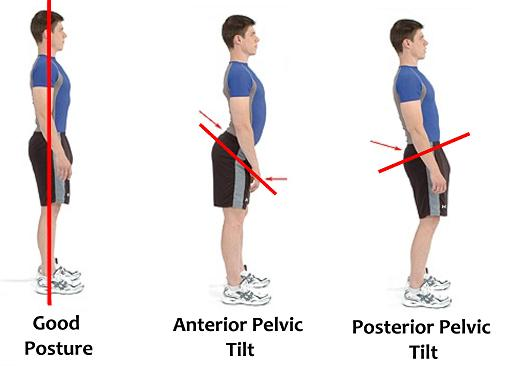 Good
Posture
Anterior Pelvic
Tilt
Posterior Pelvic
Tilt